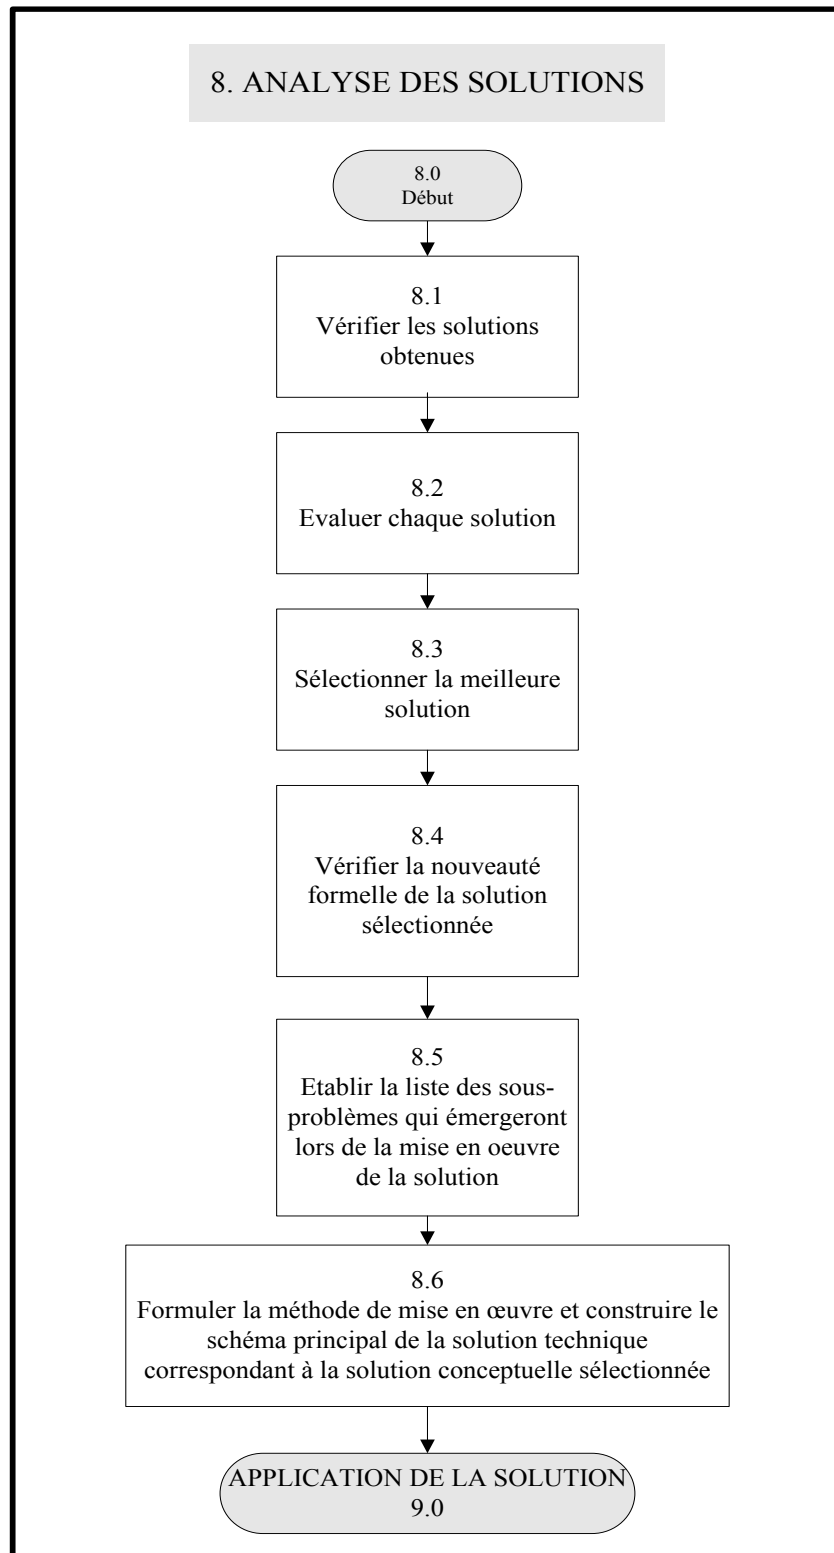 8. ANALYSE DES SOLUTIONS
8.0
Début
8.1
Vérifier les solutions
obtenues
8.2
Evaluer chaque solution
8.3
Sélectionner la meilleure
solution
8.4
Vérifier la nouveauté
formelle de la solution
sélectionnée
8.5
Etablir la liste des sous-
problèmes qui émergeront
lors de la mise en oeuvre
de la solution
8.6
Formuler la méthode de mise en œuvre et construire le
schéma principal de la solution technique
correspondant à la solution conceptuelle sélectionnée
APPLICATION DE LA SOLUTION
9.0